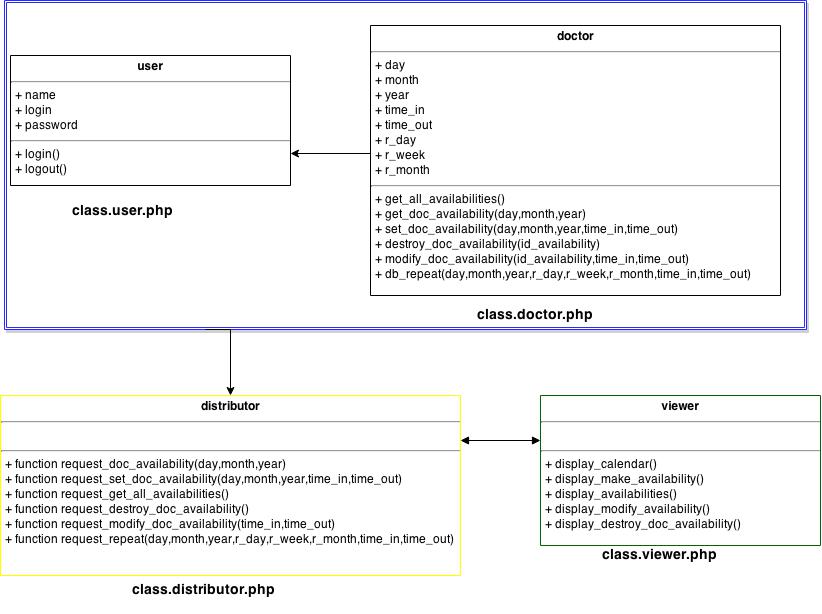 user
+ name
+ login
+ password
+ login()
+ logout()
class.user.php
doctor
+ day
+ month
+ year
+ time_in
+ time_out
+ r_day
+ r_week
+ r_month
+ get_all_availabilities()
+ get_doc_availability(day,month,year)
+ set_doc_availability(day,month,year,time_in,time_out)
+ destroy_doc_availability(id_availability)
+ modify_doc_availability(id_availability,time_in,time_out)
+ db_repeat(day,month,year,r_day,r_week,r_month,time_in,time_out)
class.doctor.php
distributor
+ function request_doc_availability(day,month,year)
+ function request_set_doc_availability(day,month,year,time_in,time_out)
+ function request_get_all_availabilities()
+ function request_destroy_doc_availability()
+ function request_modify_doc_availability(time_in,time_out)
+ function request_repeat(day,month,year,r_day,r_week,r_month,time_in,time_out)
class.distributor.php
viewer
+ display_calendar()
+ display_make_availability()
+ display_availabilities()
+ display_modify_availability()
+ display_destroy_doc_availability()
class.viewer.php